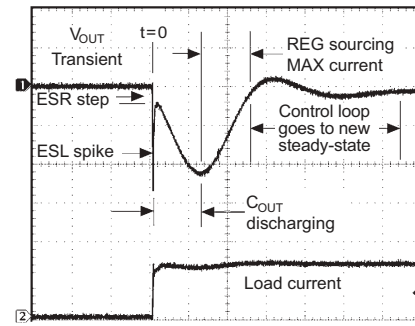 V_OUT
Transient
t=0
REG sourcing
MAX current
1
ESR step
ESL spike
Control loop
goes to new
steady-state
C_OUT
discharging
Load current
2